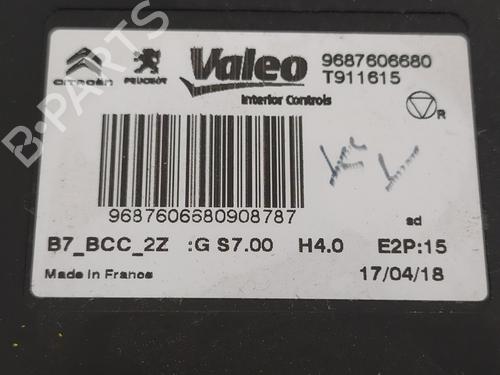 B-PARTS
CITROËN PEUGEOT Valeo 9687606680
T911615
Interior Controls
R
9687606680908787
sd
B7_BCC_2Z :G S7.00 H4.0 E2P:15
Made in France 17/04/18